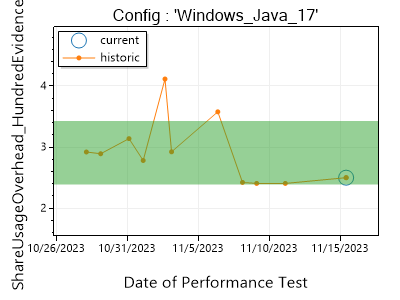 Config : 'Windows_Java_17'
current
historic
ShareUsageOverhead_HundredEvidence
4
3
2
10/26/2023 10/31/2023 11/5/2023 11/10/2023 11/15/2023
Date of Performance Test